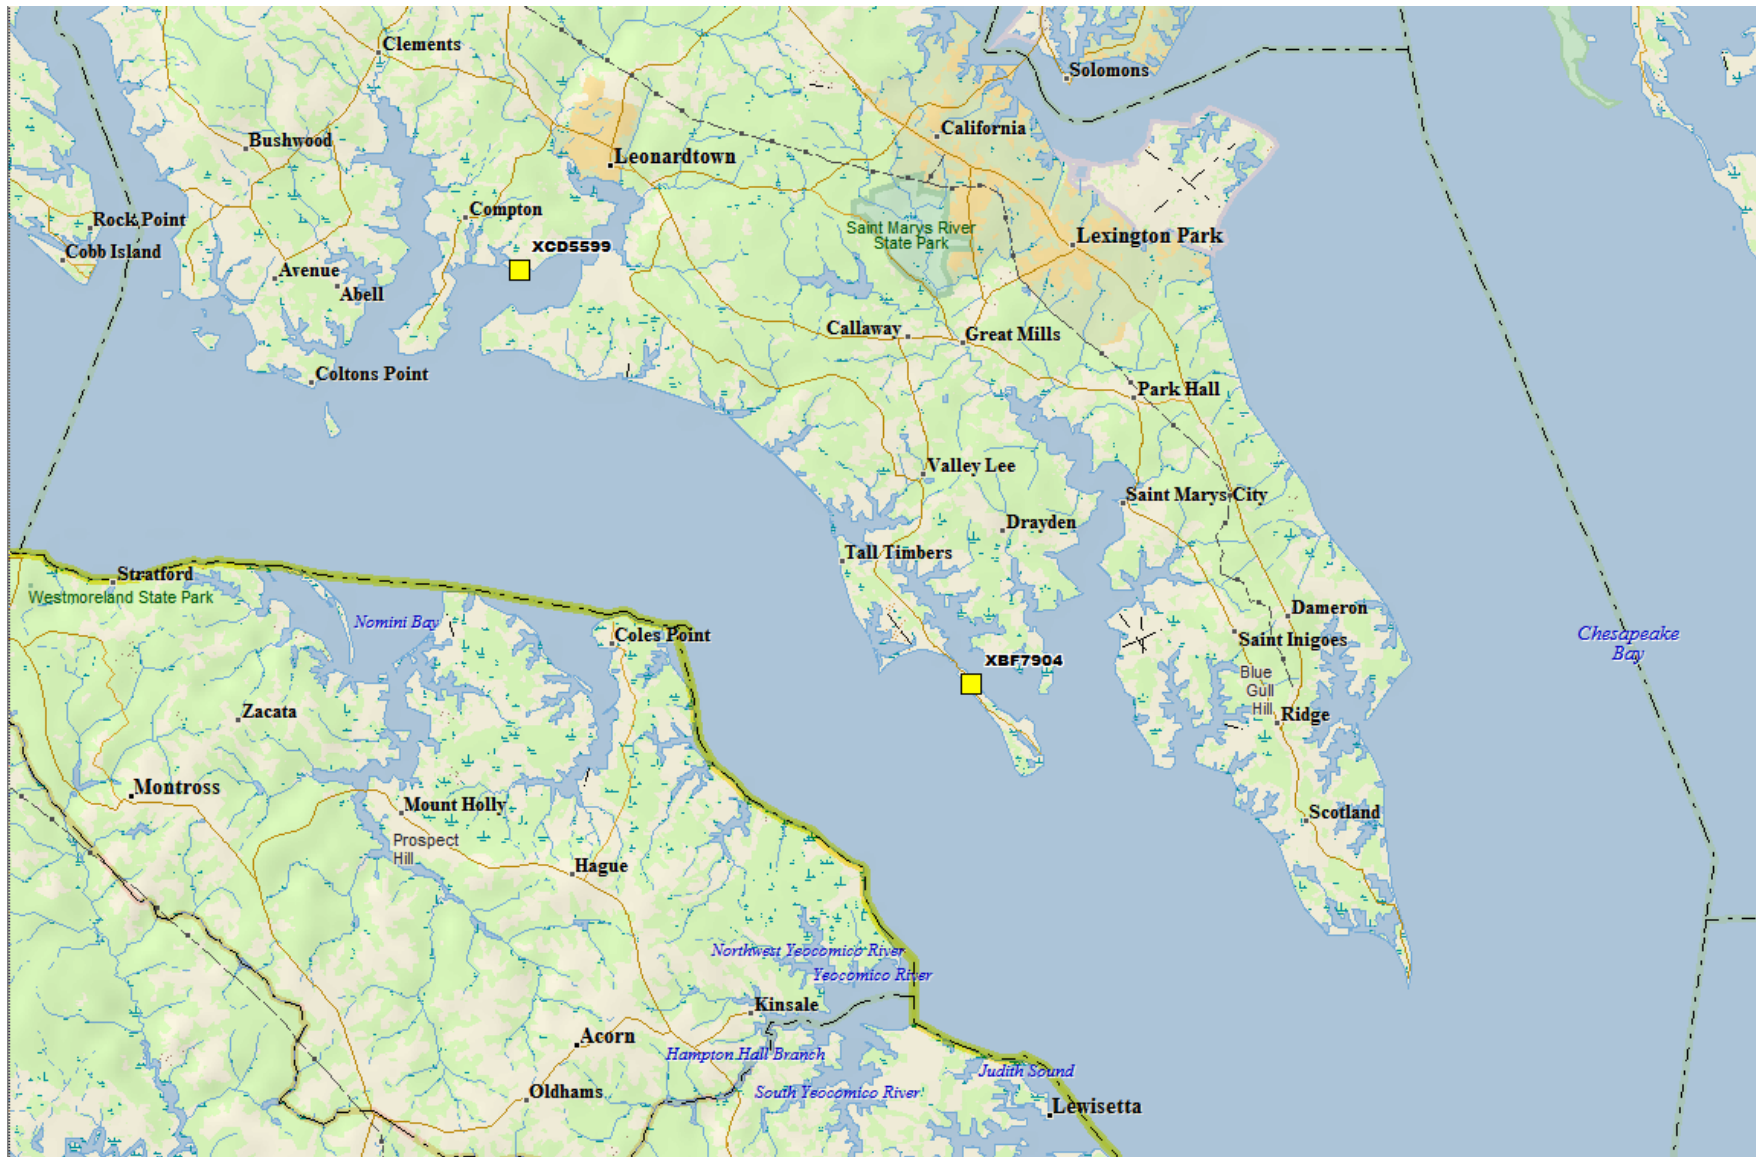 Clements
Solomons
California
Bushwood
Leonardtown
Compton
Rock Point
Saint Marys River
State Park
Lexington Park
XCD5599
Cobb Island
Avenue
Abell
Callaway
Great Mills
Coltons Point
Park Hall
Valley Lee
Saint Marys City
Drayden
Tall Timbers
Stratford
Westmoreland State Park
Nomini Bay
Coles Point
Dameron
Saint Inigoes
Chesapeake
Bay
XBF7904
Blue
Gull
Hill
Zacata
Ridge
Montross
Mount Holly
Scotland
Prospect
Hill
Hague
Northwest Yeocomico River
Yeocomico River
Kinsale
Acorn
Hampton Hall Branch
Judith Sound
Oldhams
South Yeocomico River
Lewisetta